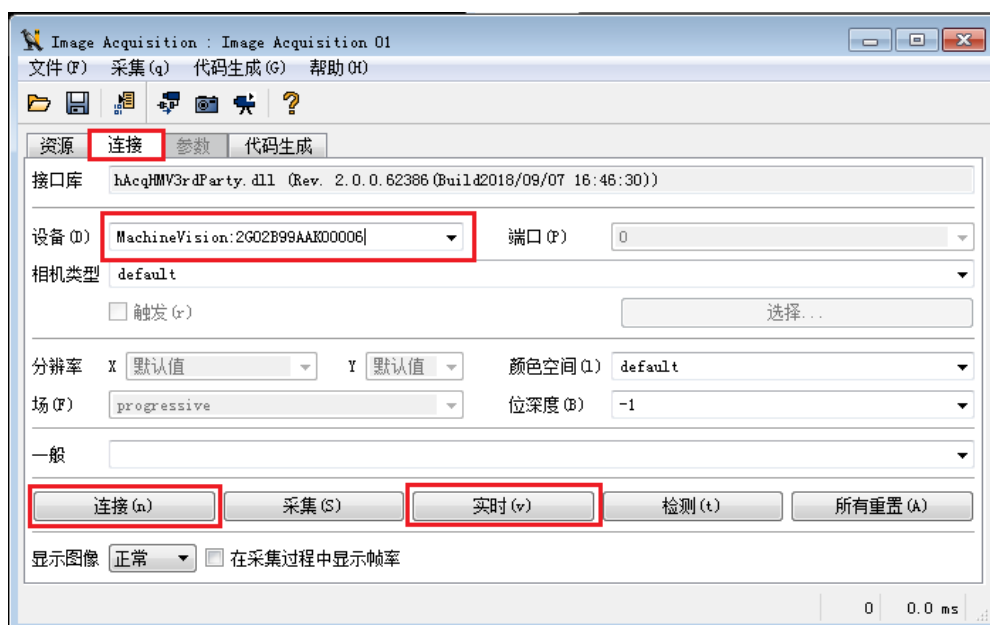 Image Acquisition : Image Acquisition 01
文件(F) 采集(q) 代码生成(G) 帮助(H)
资源 连接 参数 代码生成
接口库 hAcqHMV3rdParty.dll (Rev. 2.0.0.62386(Build2018/09/07 16:46:30))
设备(D) MachineVision:2G02B99AAK00006 端口(P) 0
相机类型 default
触发(r) 选择...
分辨率 X 默认值 Y 默认值 颜色空间(l) default
场(F) progressive 位深度(B) -1
一般
连接(n) 采集(S) 实时(v) 检测(t) 所有重置(A)
显示图像 正常 在采集过程中显示帧率
0 0.0 ms